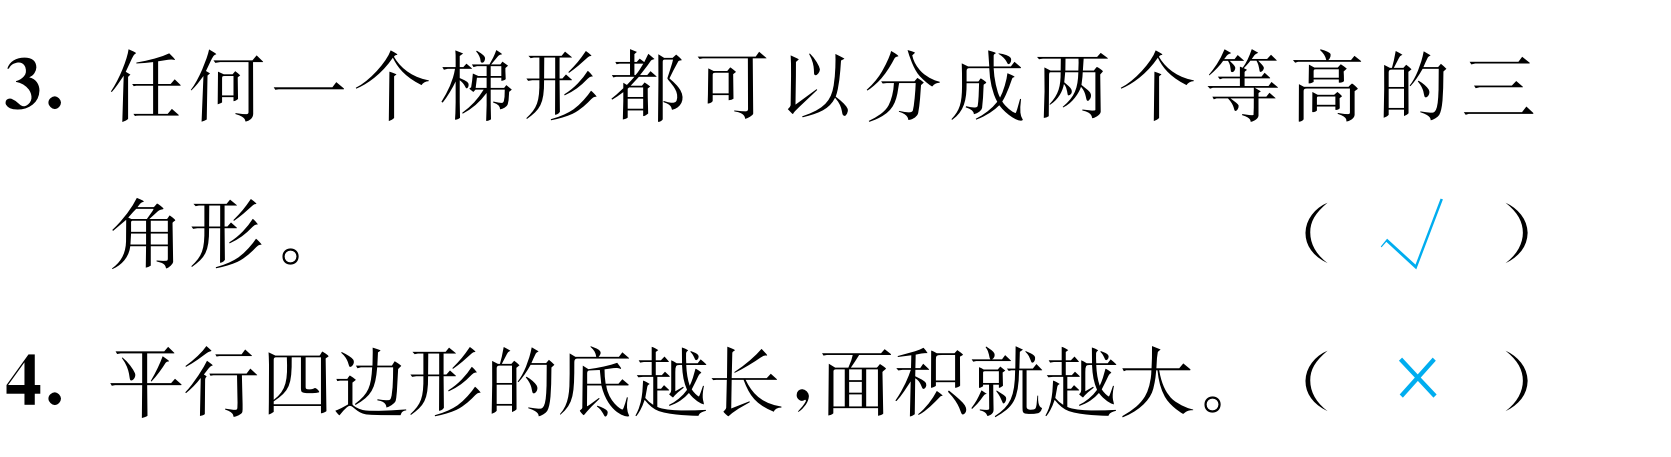 3. 任何一个梯形都可以分成两个等高的三
角形。 （ √ ）
4. 平行四边形的底越长,面积就越大。（ × ）